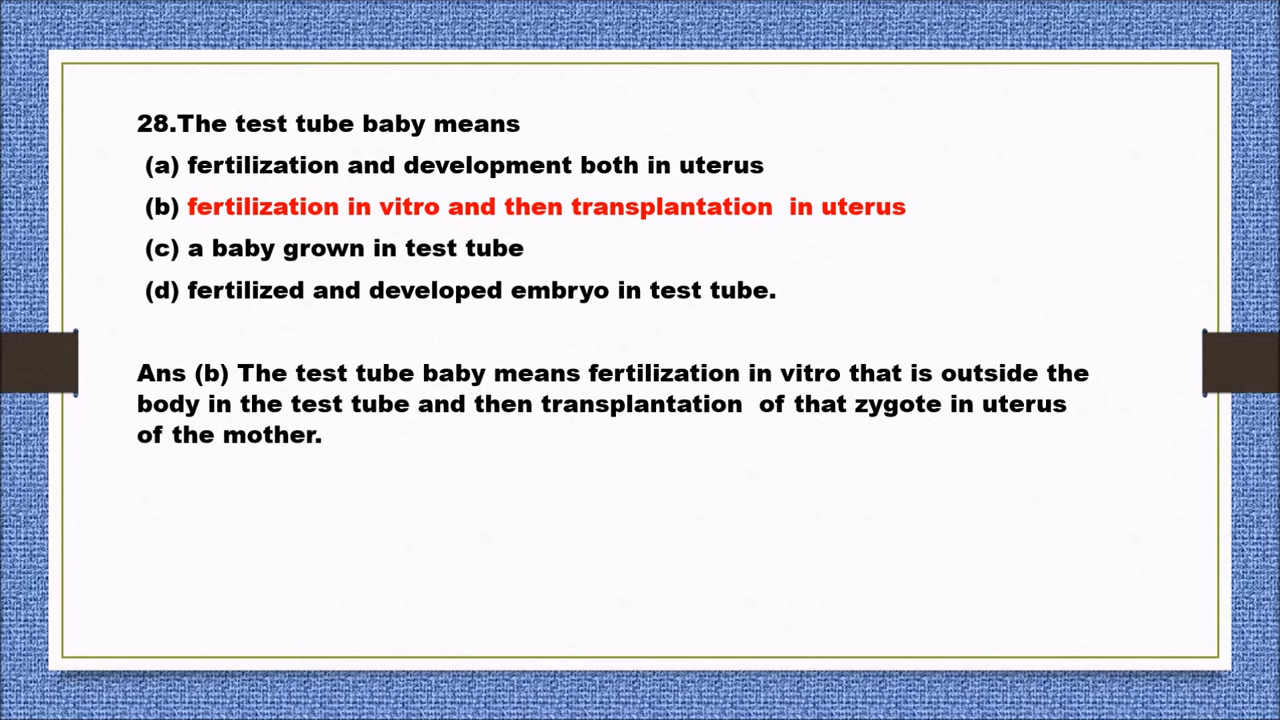 28.The test tube baby means
(a) fertilization and development both in uterus
(b) fertilization in vitro and then transplantation  in uterus
(c) a baby grown in test tube
(d) fertilized and developed embryo in test tube.
Ans (b) The test tube baby means fertilization in vitro that is outside the
body in the test tube and then transplantation  of that zygote in uterus
of the mother.